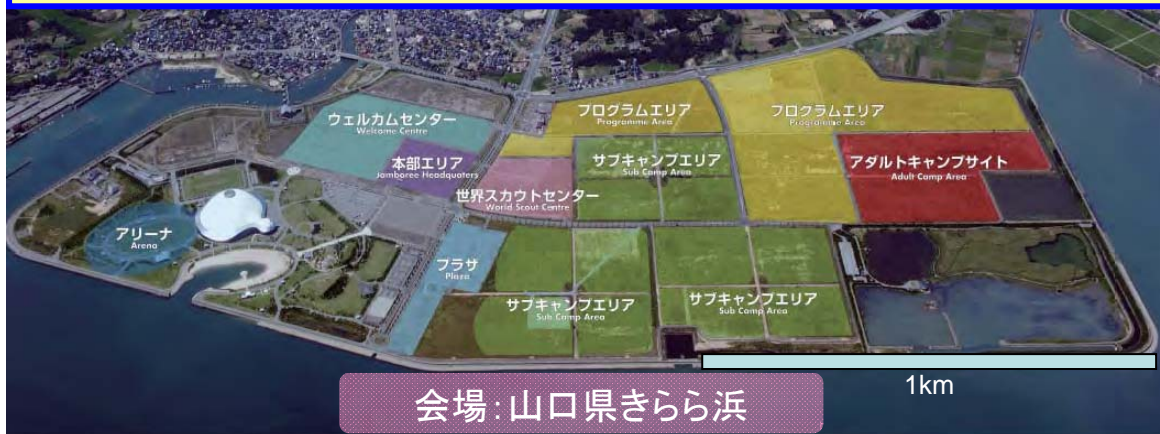 ウェルカムセンター
Welcome Centre
本部エリア
Jamboree Headquaters
世界スカウトセンター
World Scout Centre
プログラムエリア
Programme Area
プログラムエリア
Programme Area
サブキャンプエリア
Sub Camp Area
アダルトキャンプサイト
Adult Camp Area
アリーナ
Arena
プラザ
Plaza
サブキャンプエリア
Sub Camp Area
サブキャンプエリア
Sub Camp Area
1km
会場:山口県きらら浜